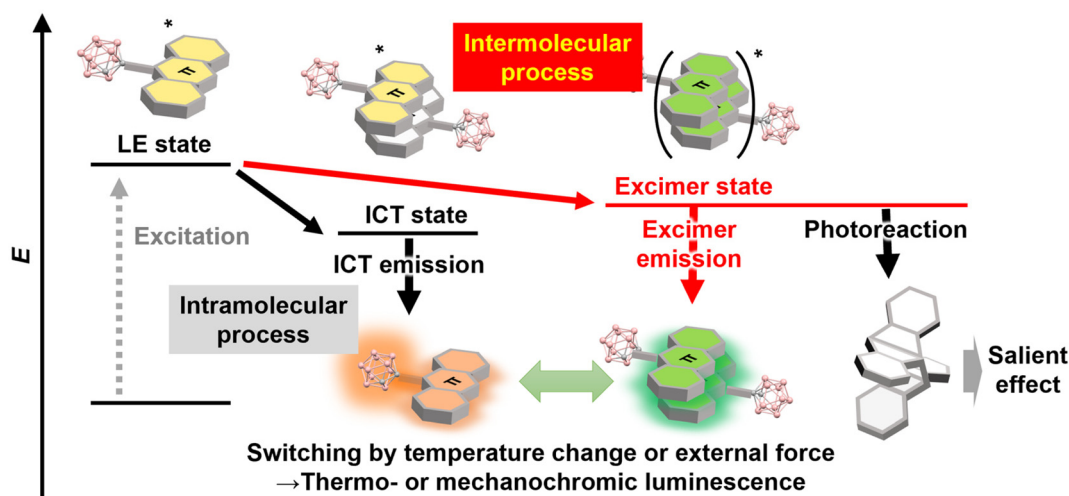 *
*
Intermolecular
process
*
π
π
π
LE state
Excimer state
ICT state
Excitation
Excimer
emission
Photoreaction
ICT emission
E
Intramolecular
process
π
π
Salient
effect
Switching by temperature change or external force
→Thermo- or mechanochromic luminescence